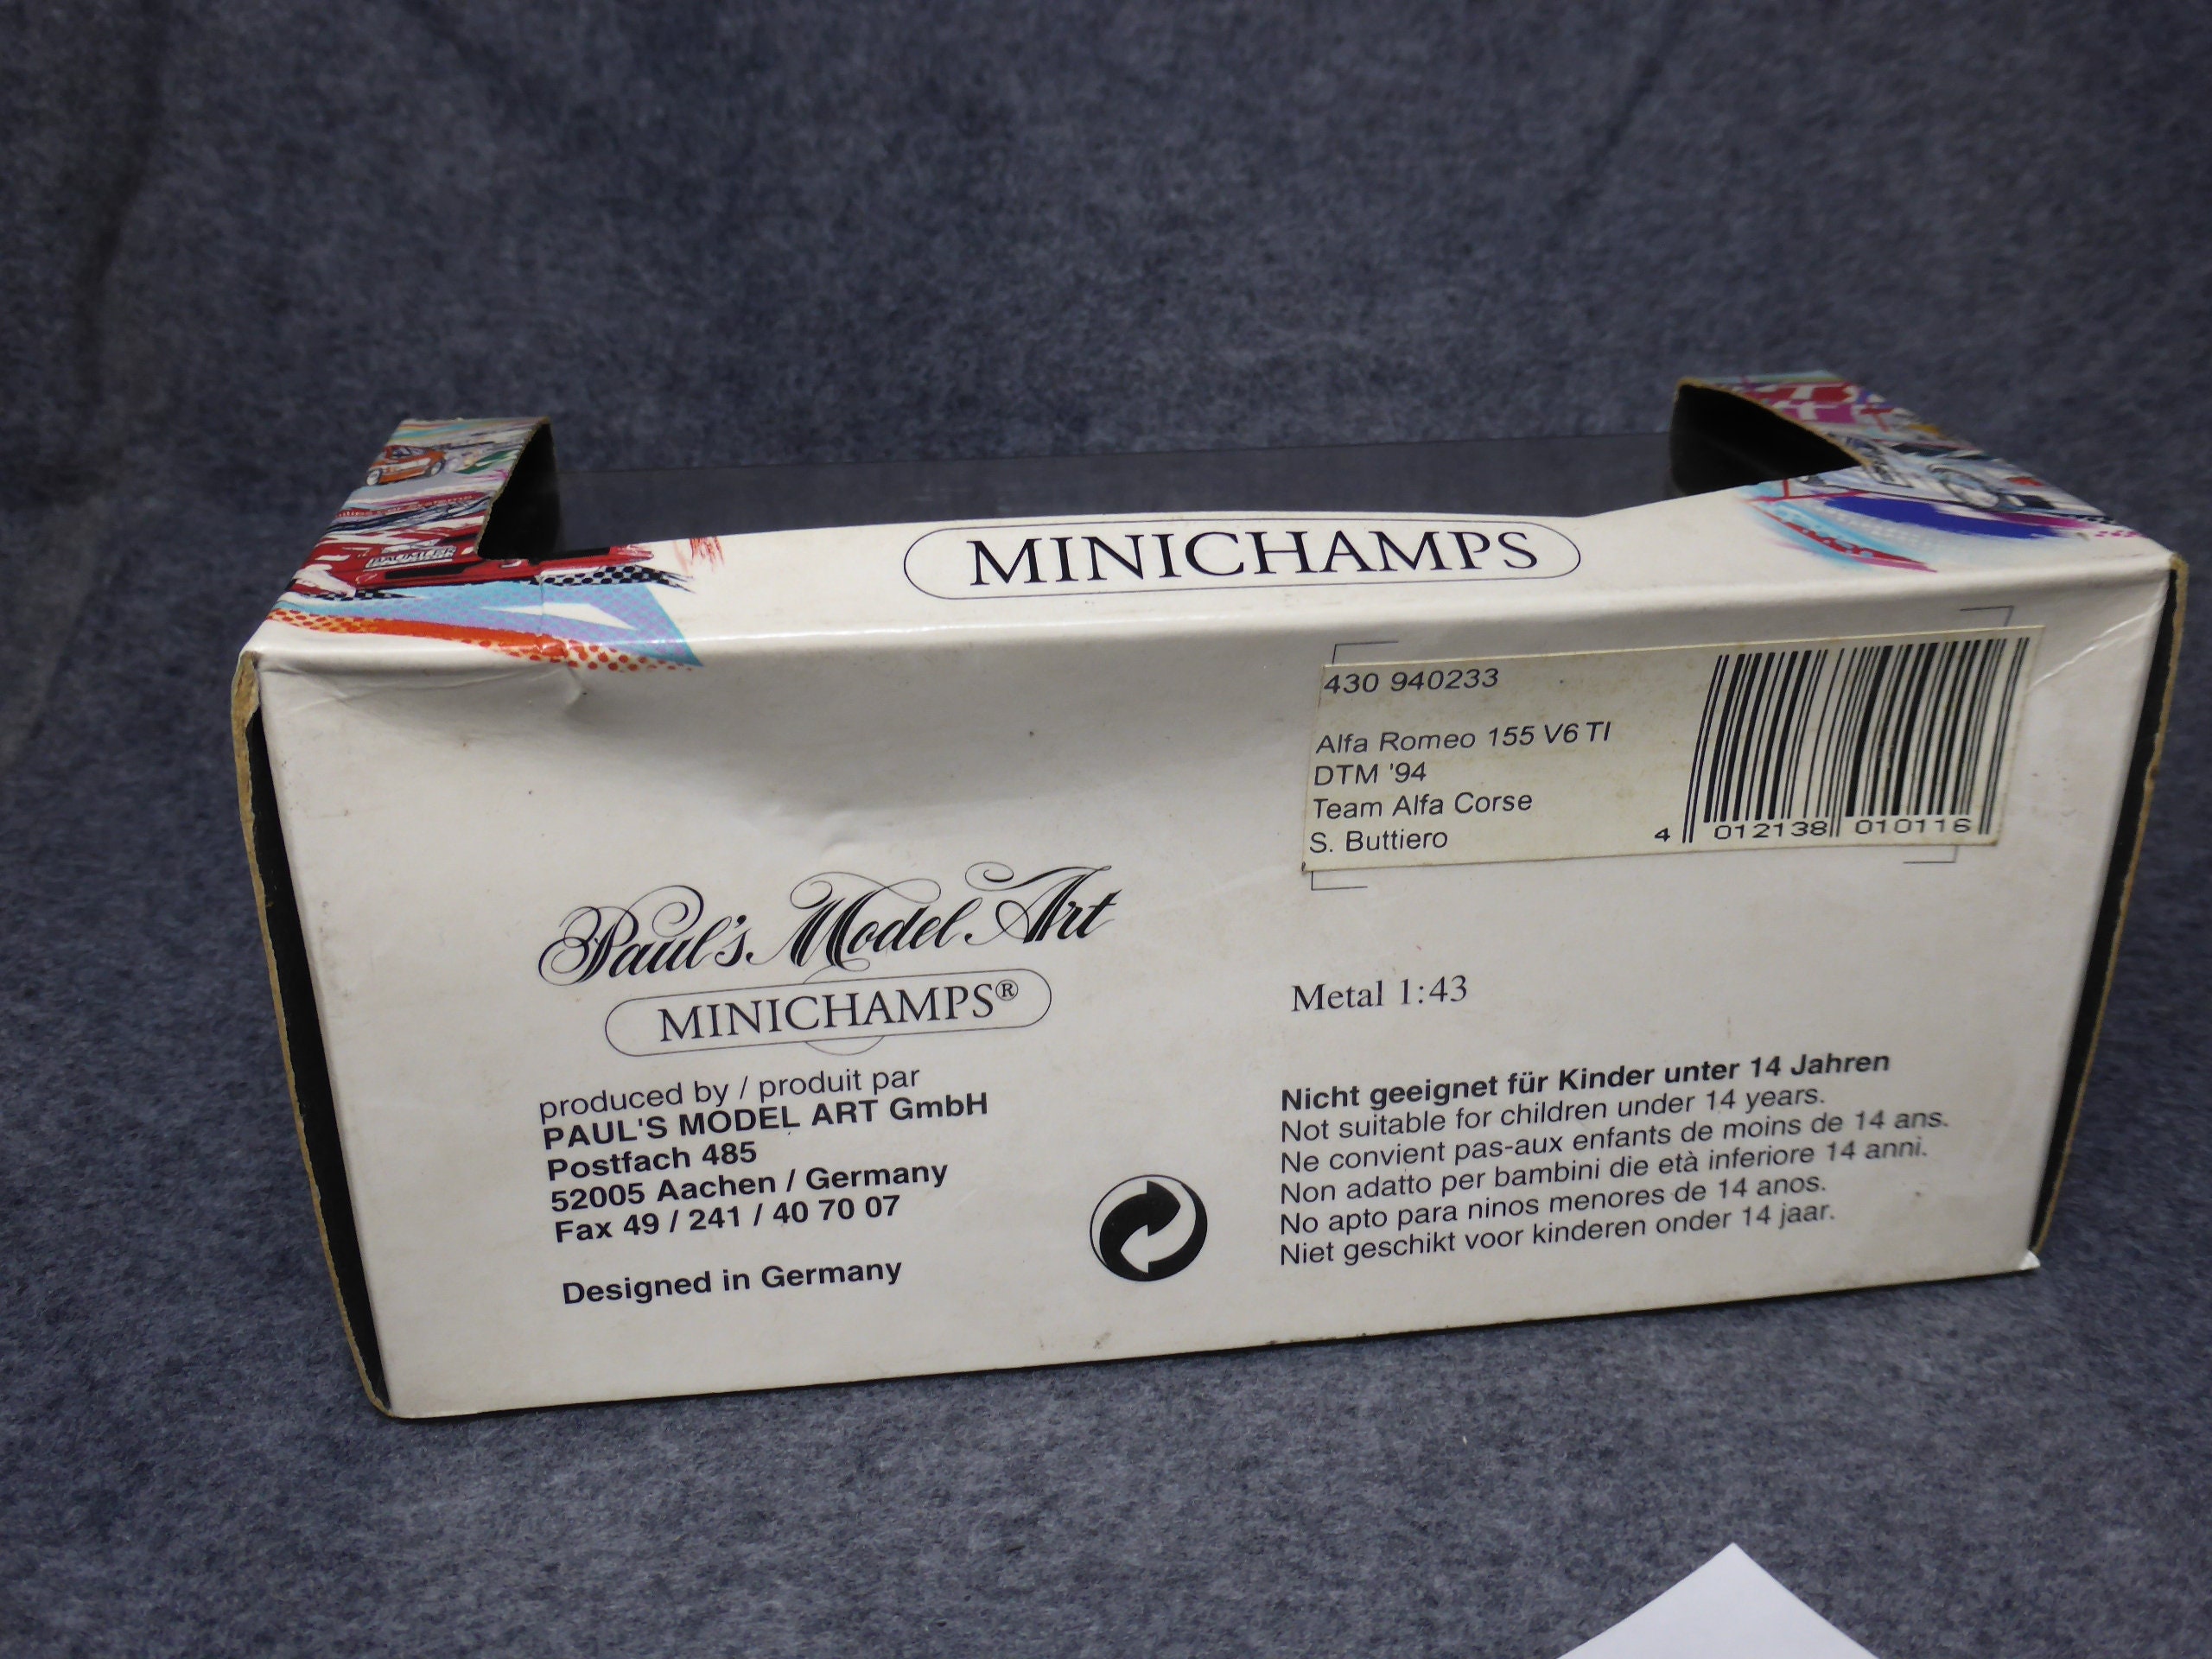 MINICHAMPS
430 940233
Alfa Romeo 155 V6 TI
DTM '94
Team Alfa Corse
S. Buttiero
4 012138 010116
Paul's Model Art
MINICHAMPS®
Metal 1:43
produced by / produit par
PAUL'S MODEL ART GmbH
Postfach 485
52005 Aachen / Germany
Fax 49 / 241 / 40 70 07
Designed in Germany
Nicht geeignet für Kinder unter 14 Jahren
Not suitable for children under 14 years.
Ne convient pas-aux enfants de moins de 14 ans.
Non adatto per bambini die età inferiore 14 anni.
No apto para ninos menores de 14 anos.
Niet geschikt voor kinderen onder 14 jaar.